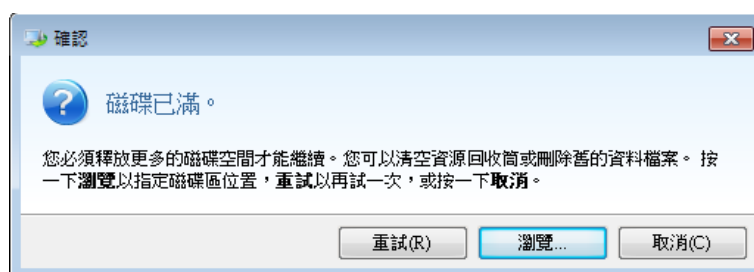 確認
磁碟已滿。
您必須釋放更多的磁碟空間才能繼續。您可以清空資源回收筒或刪除舊的資料檔案。 按
一下瀏覽以指定磁碟區位置，重試以再試一次，或按一下取消。
重試(R) 瀏覽... 取消(C)